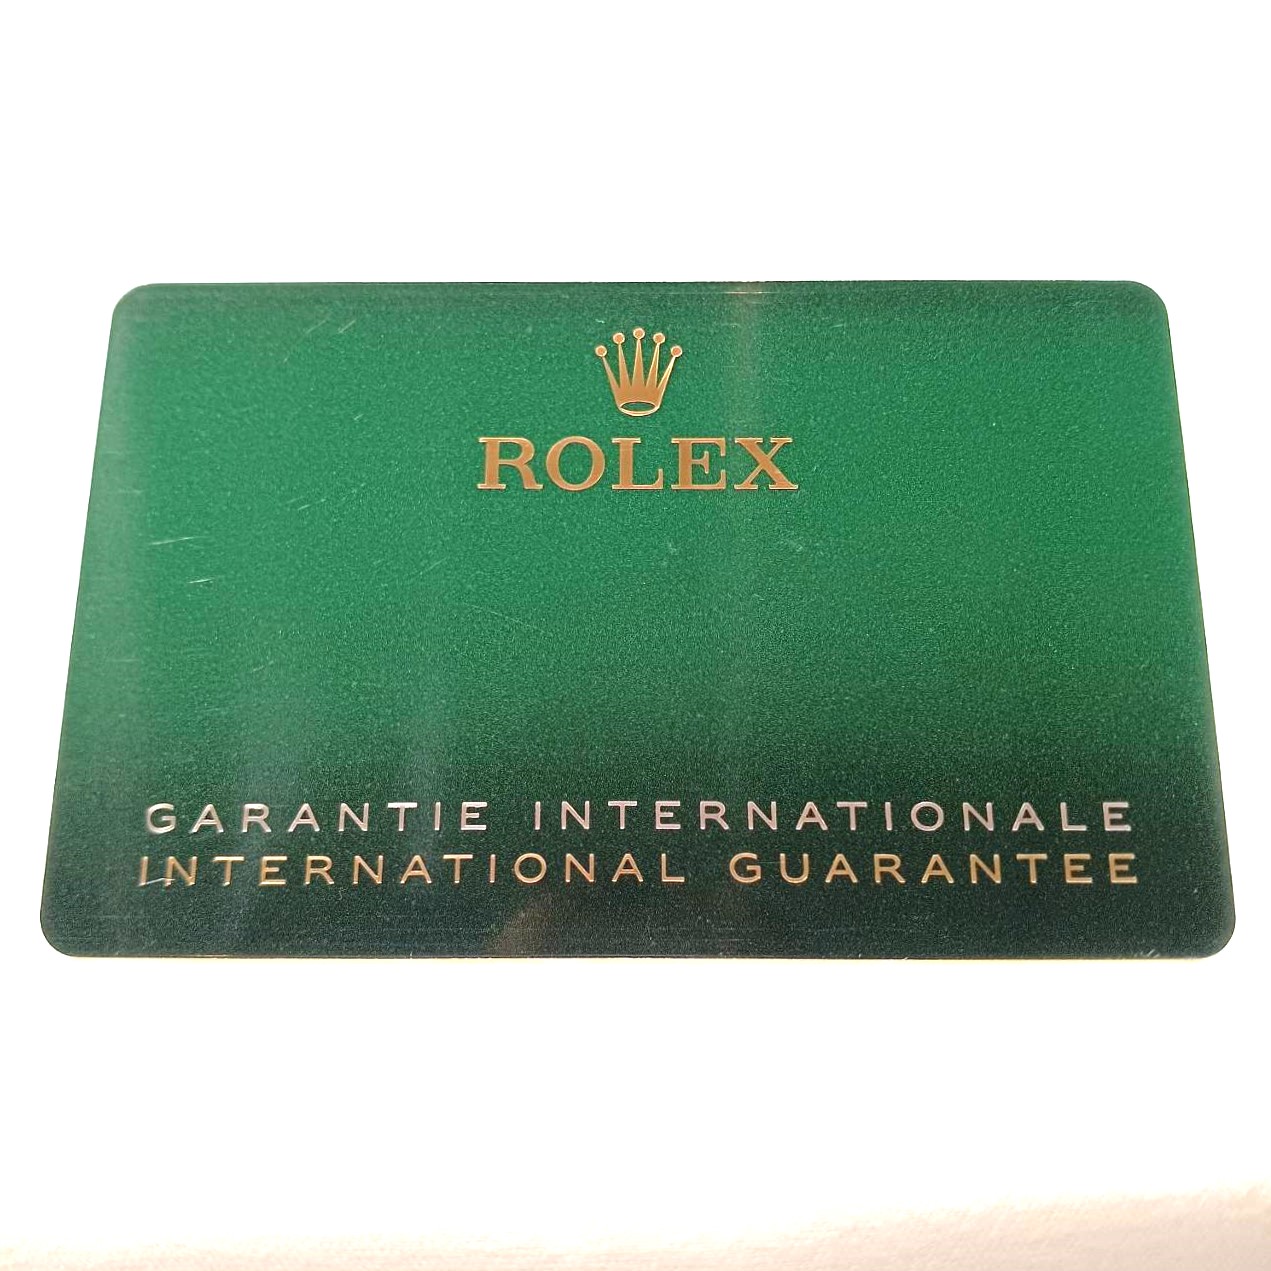 ROLEX
GARANTIE INTERNATIONALE
INTERNATIONAL GUARANTEE